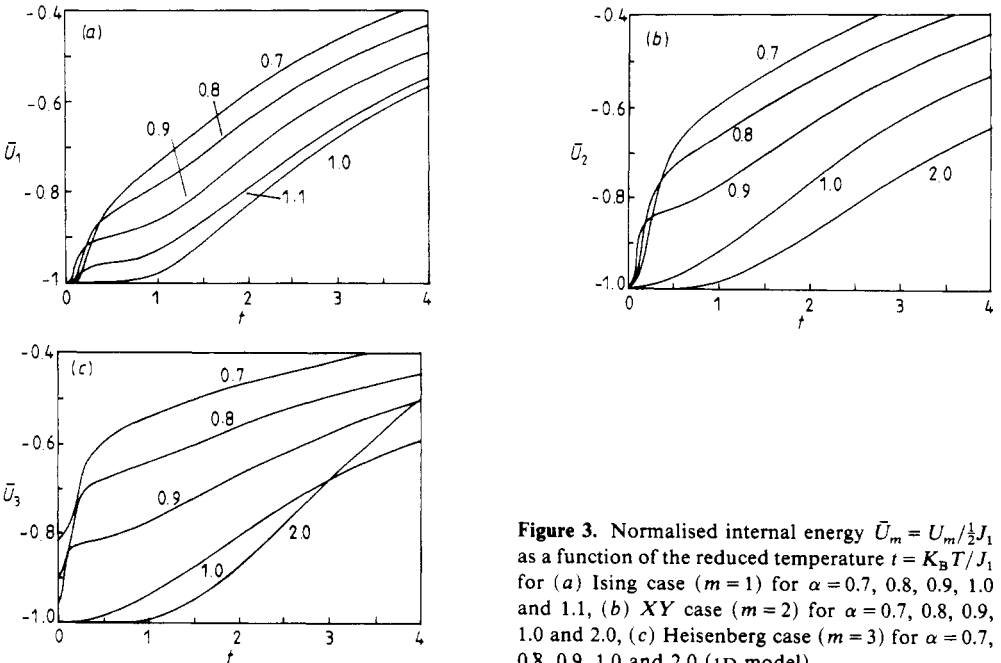 -0.4
(a)
0.7
0.8
-0.6
0.9
Ū₁
-0.8
1.0
1.1
-1
0 1 2 3 4
t
-0.4
(b)
0.7
-0.6
0.8
Ū₂
-0.8
0.9
1.0
2.0
-1.0
0 1 2 3 4
t
-0.4
(c)
0.7
0.8
-0.6
Ū₃
0.9
-0.8
2.0
1.0
-1.0
0 1 2 3 4
t
Figure 3. Normalised internal energy Ūₘ = Uₘ/½J₁
as a function of the reduced temperature t = K_BT/J₁
for (a) Ising case (m = 1) for α = 0.7, 0.8, 0.9, 1.0
and 1.1, (b) XY case (m = 2) for α = 0.7, 0.8, 0.9,
1.0 and 2.0, (c) Heisenberg case (m = 3) for α = 0.7,
0.8, 0.9, 1.0 and 2.0 (1D model).